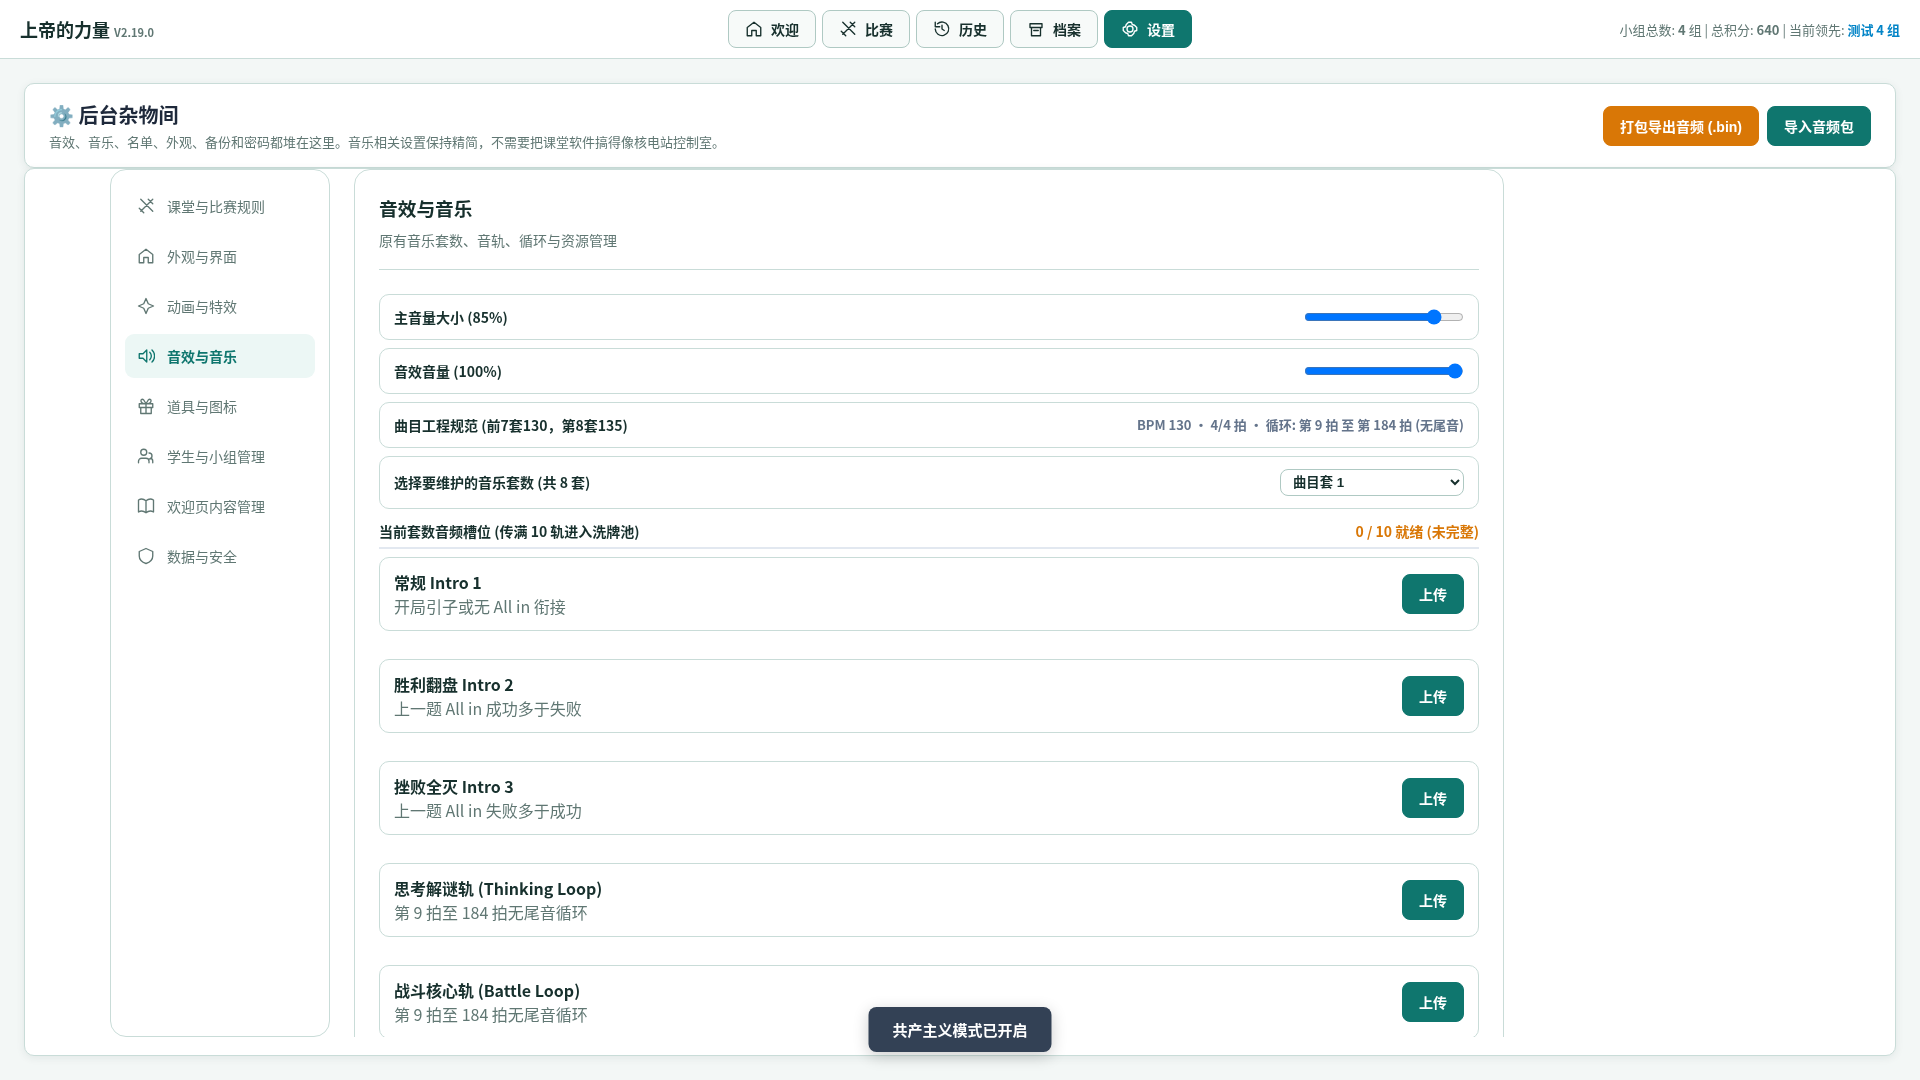 上帝的力量 V2.19.0
欢迎
比赛
历史
档案
设置
小组总数: 4 组 | 总积分: 640 | 当前领先: 测试 4 组
后台杂物间
音效、音乐、名单、外观、备份和密码都堆在这里。音乐相关设置保持精简，不需要把课堂软件搞得像核电站控制室。
打包导出音频 (.bin)
导入音频包
课堂与比赛规则
外观与界面
动画与特效
音效与音乐
道具与图标
学生与小组管理
欢迎页内容管理
数据与安全
音效与音乐
原有音乐套数、音轨、循环与资源管理
主音量大小 (85%)
音效音量 (100%)
曲目工程规范 (前7套130，第8套135)
BPM 130 · 4/4 拍 · 循环: 第 9 拍 至 第 184 拍 (无尾音)
选择要维护的音乐套数 (共 8 套)
曲目套 1
当前套数音频槽位 (传满 10 轨进入洗牌池)
0 / 10 就绪 (未完整)
常规 Intro 1
开局引子或无 All in 衔接
上传
胜利翻盘 Intro 2
上一题 All in 成功多于失败
上传
挫败全灭 Intro 3
上一题 All in 失败多于成功
上传
思考解谜轨 (Thinking Loop)
第 9 拍至 184 拍无尾音循环
上传
战斗核心轨 (Battle Loop)
第 9 拍至 184 拍无尾音循环
上传
共产主义模式已开启